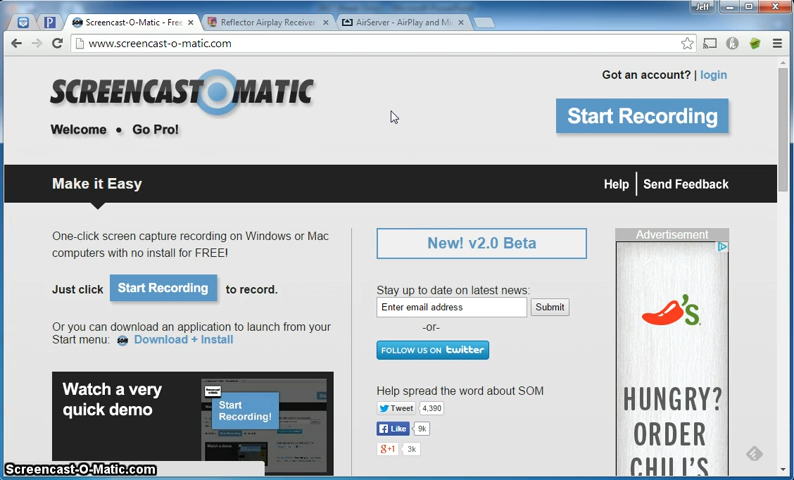 Jeff
Screencast-O-Matic - Free
Reflector Airplay Receiver
AirServer - AirPlay and Mi
www.screencast-o-matic.com
SCREENCAST-O-MATIC
Got an account? | login
Start Recording
Welcome • Go Pro!
Make it Easy
Help | Send Feedback
One-click screen capture recording on Windows or Mac
computers with no install for FREE!
Just click Start Recording to record.
Or you can download an application to launch from your
Start menu: Download + Install
Watch a very
quick demo
Start
Recording!
New! v2.0 Beta
Stay up to date on latest news:
Enter email address Submit
-or-
FOLLOW US ON twitter
Help spread the word about SOM
Tweet 4,390
Like 9k
g+1 3k
Advertisement
HUNGRY?
ORDER
CHILI'S
Screencast-O-Matic.com